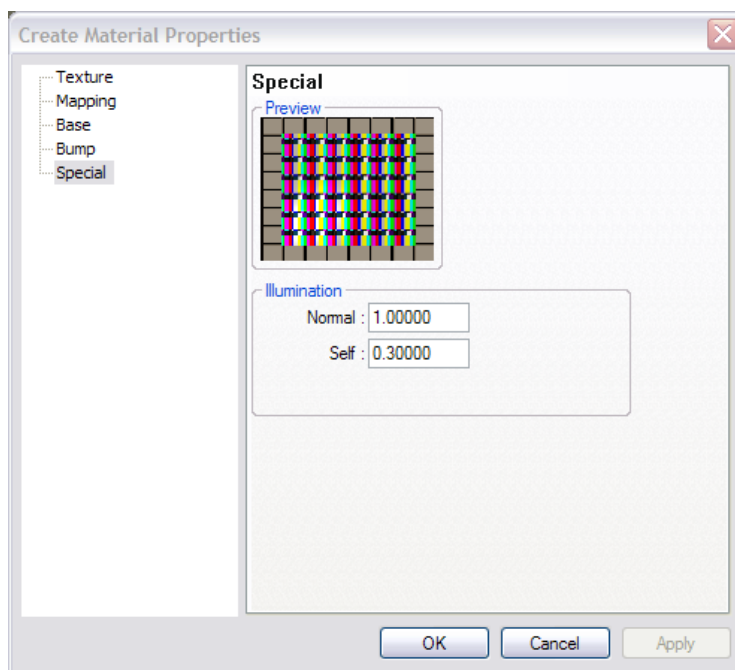 Create Material Properties
Texture
Mapping
Base
Bump
Special
Special
Preview
Illumination
Normal : 1.00000
Self : 0.30000
OK
Cancel
Apply